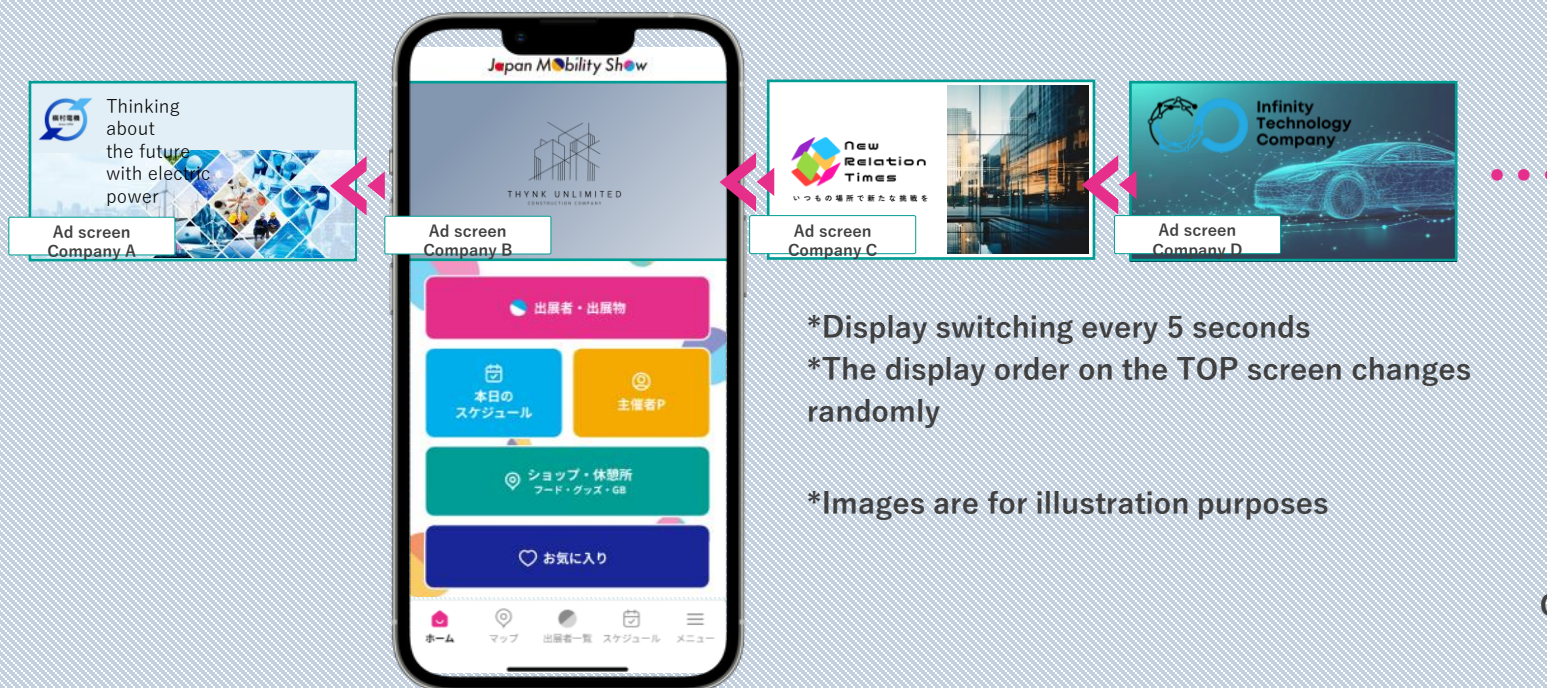 Japan Mobility Show
Thinking
about
the future
with electric
power
Ad screen
Company A
THYNK UNLIMITED
CONSTRUCTION COMPANY
Ad screen
Company B
New
Relation
Times
いつもの場所で新たな挑戦を
Ad screen
Company C
Infinity
Technology
Company
Ad screen
Company D
出展者・出展物
本日の
スケジュール
主催者P
ショップ・休憩所
フード・グッズ・GB
お気に入り
ホーム
マップ
出展者一覧
スケジュール
メニュー
*Display switching every 5 seconds
*The display order on the TOP screen changes
randomly
*Images are for illustration purposes